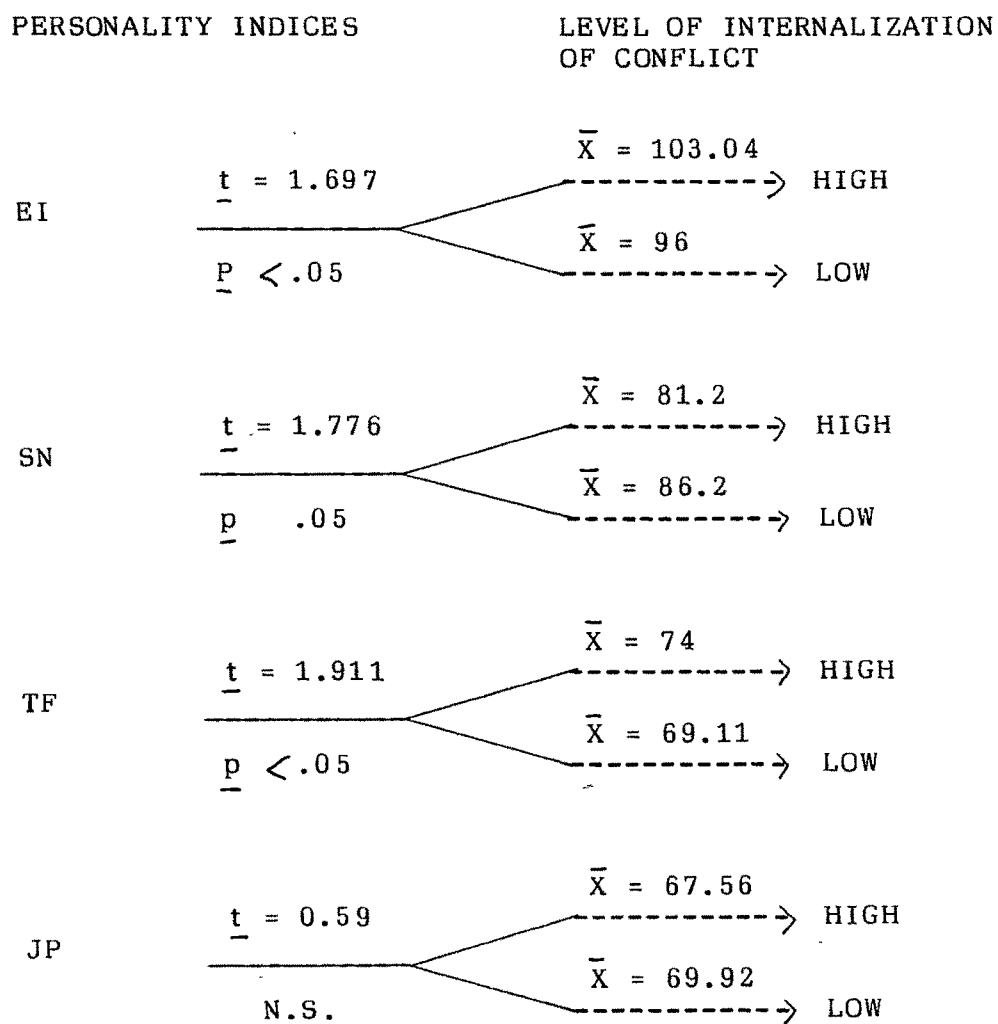 PERSONALITY INDICES
LEVEL OF INTERNALIZATION
OF CONFLICT
EI
t = 1.697
P < .05
X̄ = 103.04
HIGH
X̄ = 96
LOW
SN
t = 1.776
p .05
X̄ = 81.2
HIGH
X̄ = 86.2
LOW
TF
t = 1.911
p < .05
X̄ = 74
HIGH
X̄ = 69.11
LOW
JP
t = 0.59
N.S.
X̄ = 67.56
HIGH
X̄ = 69.92
LOW